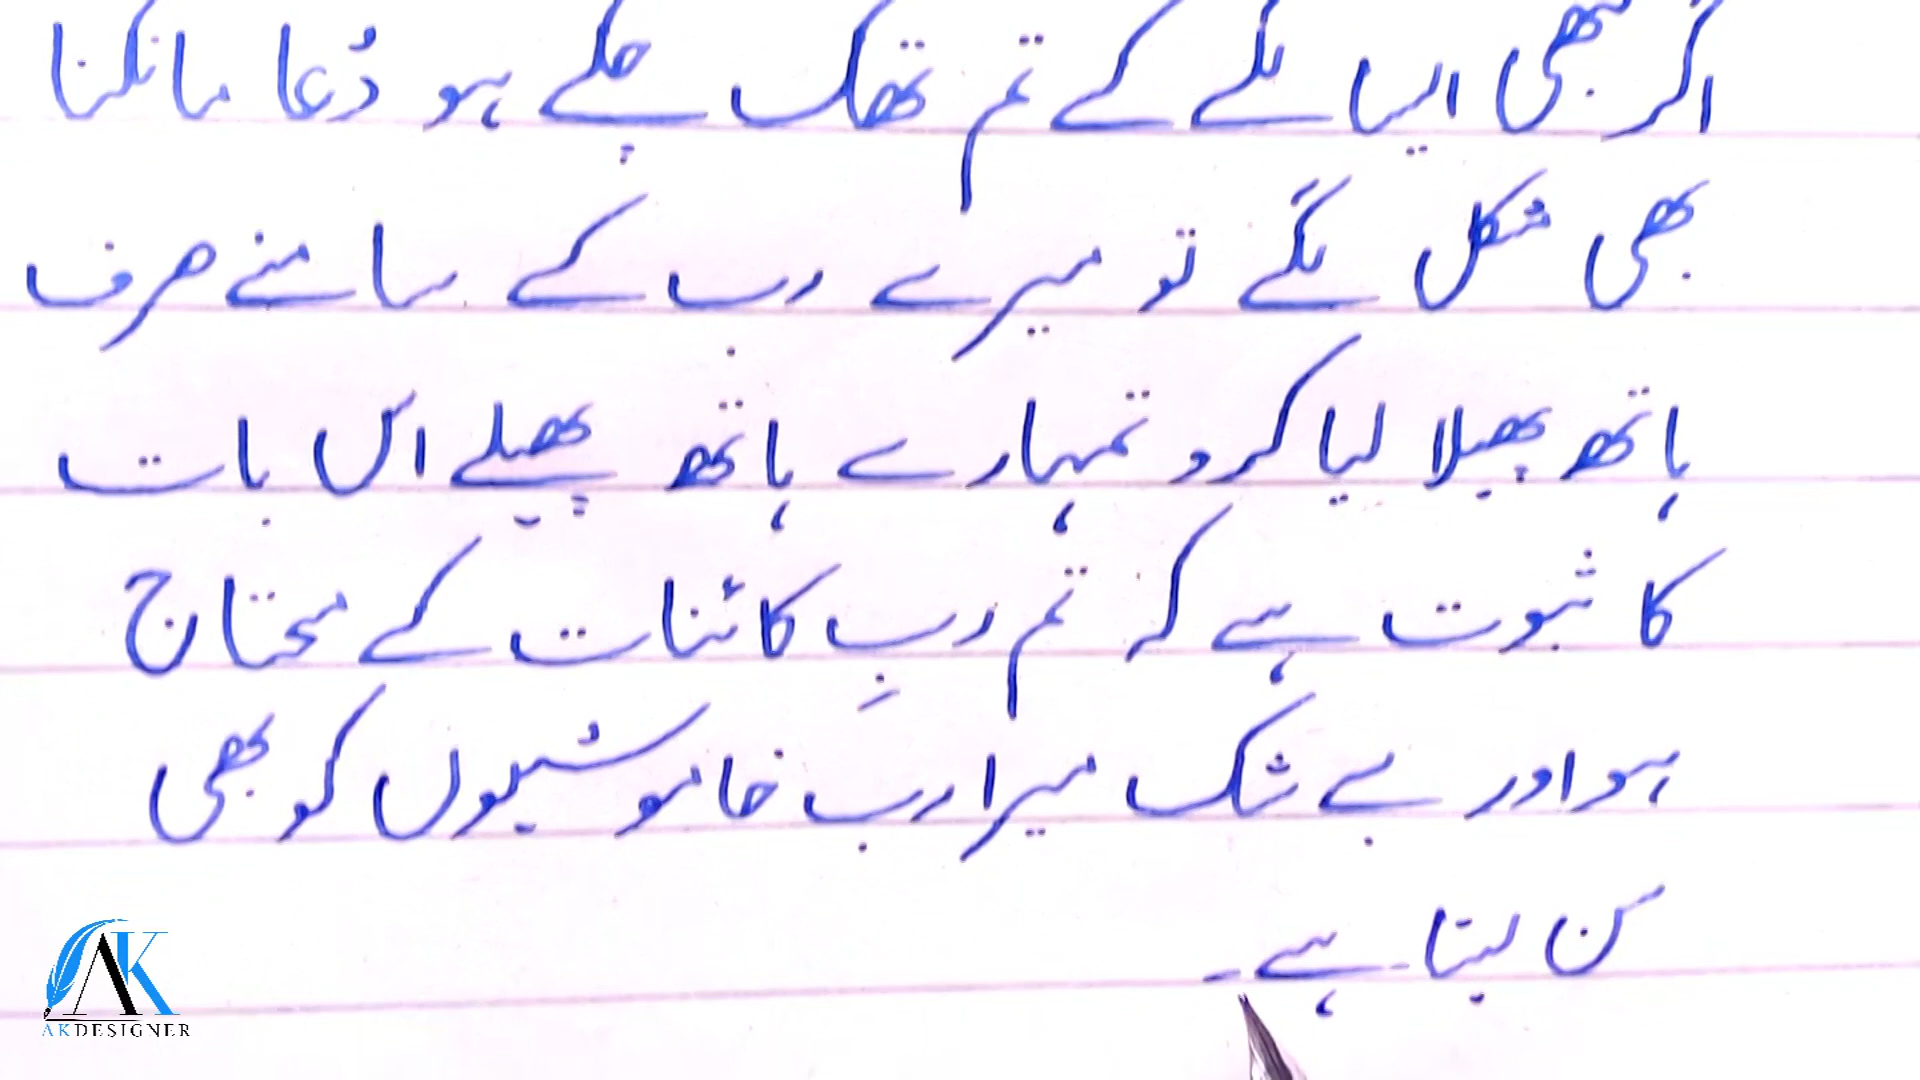 اگر کبھی ایسا لگے کے تم تھک چکے ہو دُعا مانگنا
بھی مشکل لگے تو میرے رب کے سامنے صرف
ہاتھ پھیلا لیا کرو تمہارے ہاتھ پھیلے اس بات
کا ثبوت ہے کہ تم ربِ کائنات کے محتاج
ہو اور بے شک میرا رب خاموشیوں کو بھی
سن لیتا ہے۔
AK
AKDESIGNER